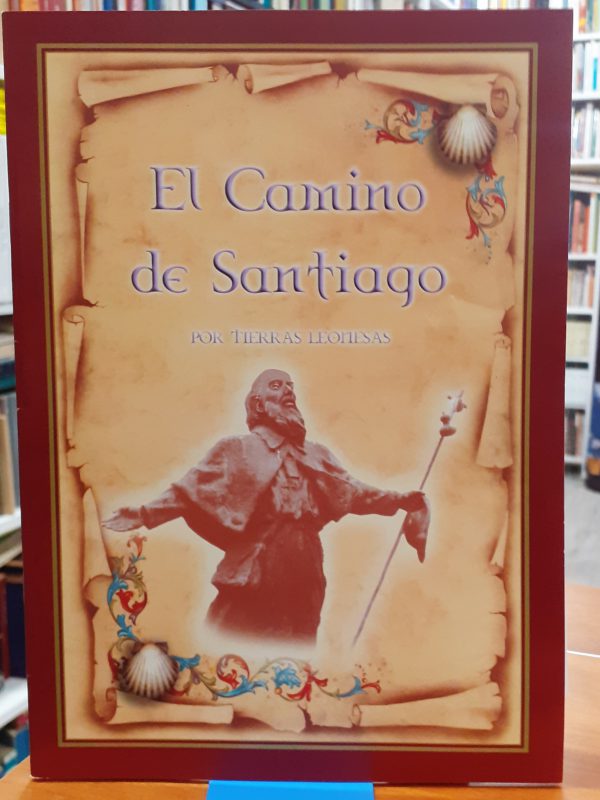 El Camino
de Santiago
POR TIERRAS LEONESAS